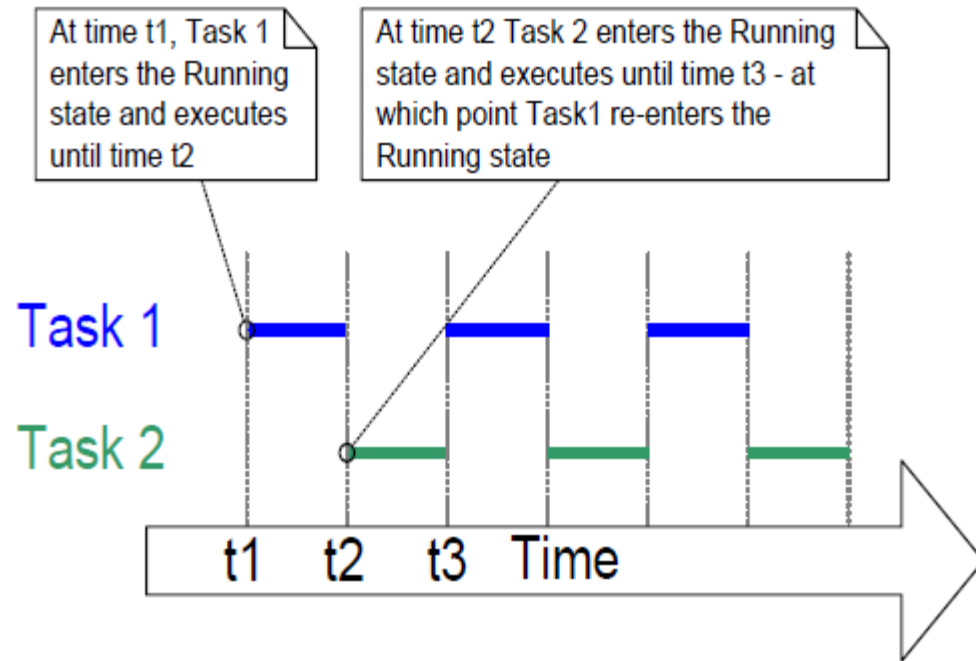 At time t1, Task 1
enters the Running
state and executes
until time t2
At time t2 Task 2 enters the Running
state and executes until time t3 - at
which point Task1 re-enters the
Running state
Task 1
Task 2
t1 t2 t3 Time